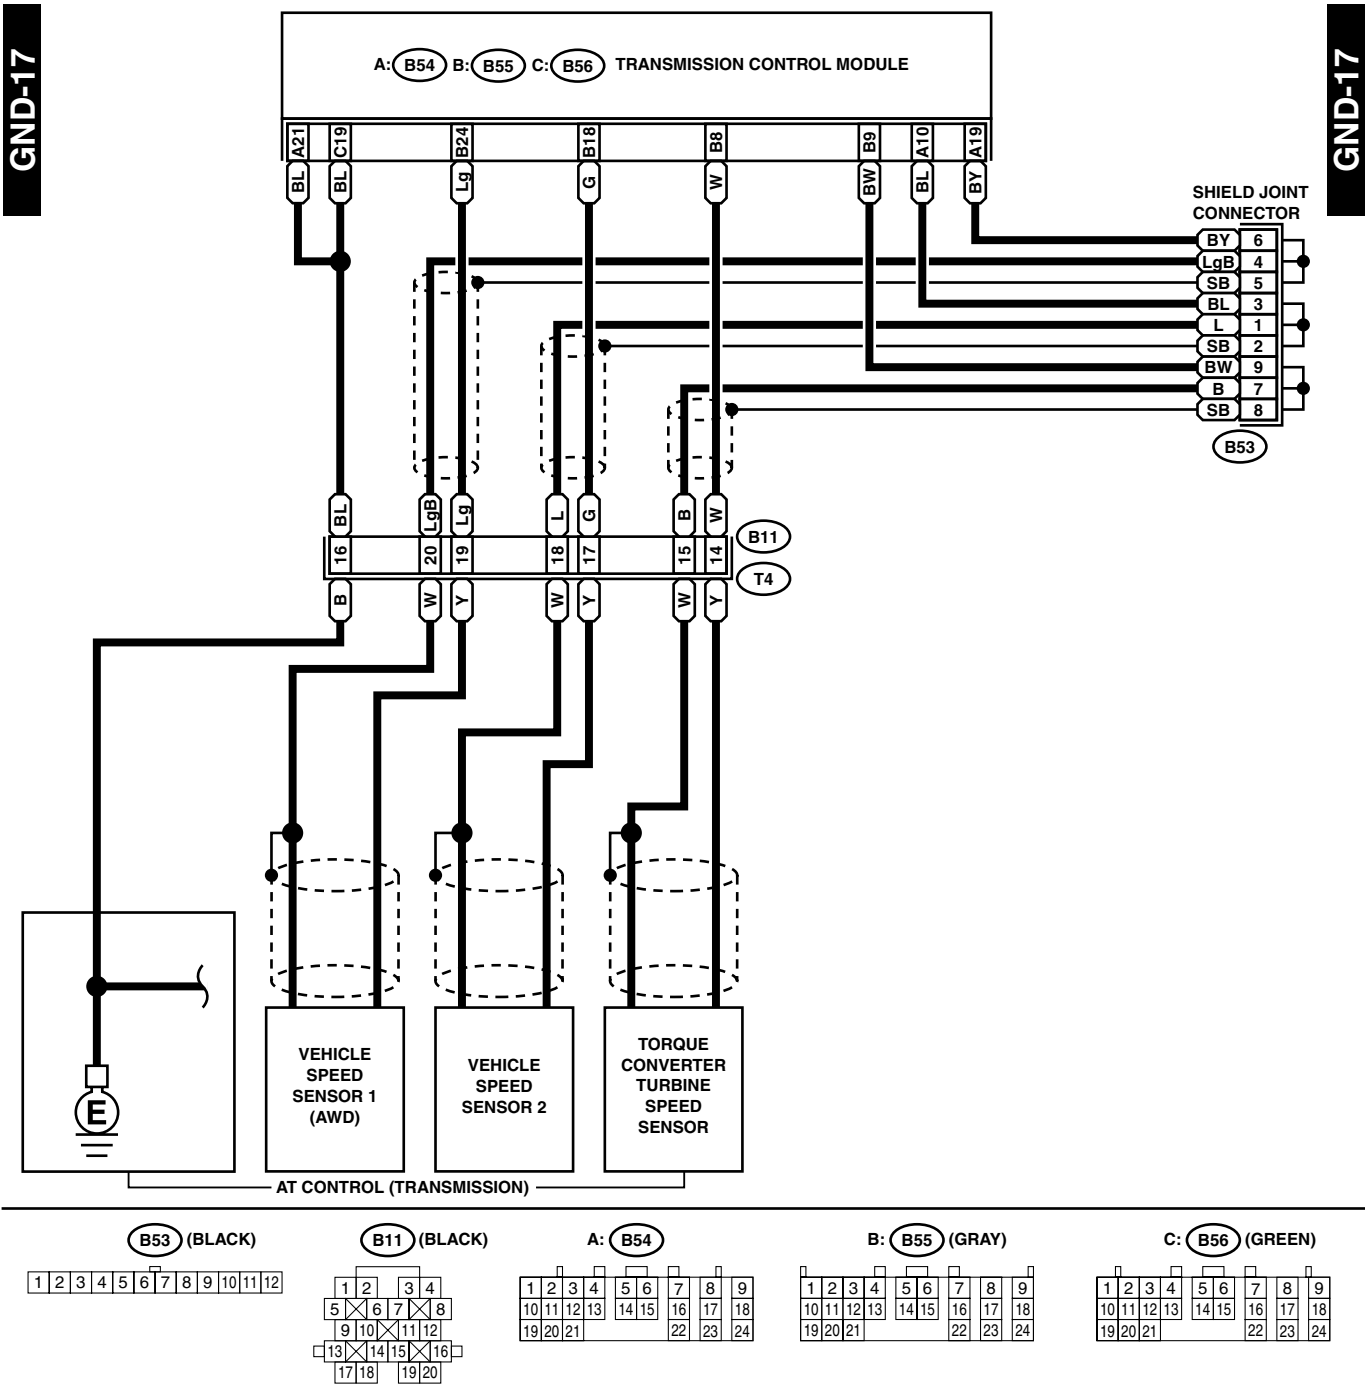 GND-17
GND-17
A: B54 B: B55 C: B56 TRANSMISSION CONTROL MODULE
A21 C19 B24 B18 B8 B9 A10 A19
BL BL Lg G W BW BL BY
SHIELD JOINT
CONNECTOR
BY 6
LgB 4
SB 5
BL 3
L 1
SB 2
BW 9
B 7
SB 8
B53
BL LgB Lg L G B W
B11
16 20 19 18 17 15 14
T4
B W Y W Y W Y
E
VEHICLE
SPEED
SENSOR 1
(AWD)
VEHICLE
SPEED
SENSOR 2
TORQUE
CONVERTER
TURBINE
SPEED
SENSOR
AT CONTROL (TRANSMISSION)
B53 (BLACK)
1 2 3 4 5 6 7 8 9 10 11 12
B11 (BLACK)
1 2 3 4
5 6 7 8
9 10 11 12
13 14 15 16
17 18 19 20
A: B54
1 2 3 4 5 6 7 8 9
10 11 12 13 14 15 16 17 18
19 20 21 22 23 24
B: B55 (GRAY)
1 2 3 4 5 6 7 8 9
10 11 12 13 14 15 16 17 18
19 20 21 22 23 24
C: B56 (GREEN)
1 2 3 4 5 6 7 8 9
10 11 12 13 14 15 16 17 18
19 20 21 22 23 24